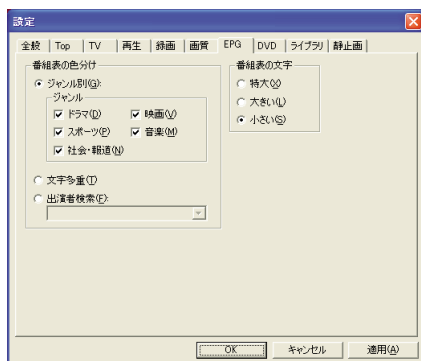 設定
全般 Top TV 再生 録画 画質 EPG DVD ライブラリ 静止画
番組表の色分け
ジャンル別(G):
ジャンル
ドラマ(D) 映画(V)
スポーツ(P) 音楽(M)
社会・報道(N)
文字多重(T)
出演者検索(F):
番組表の文字
特大(X)
大きい(L)
小さい(S)
OK キャンセル 適用(A)